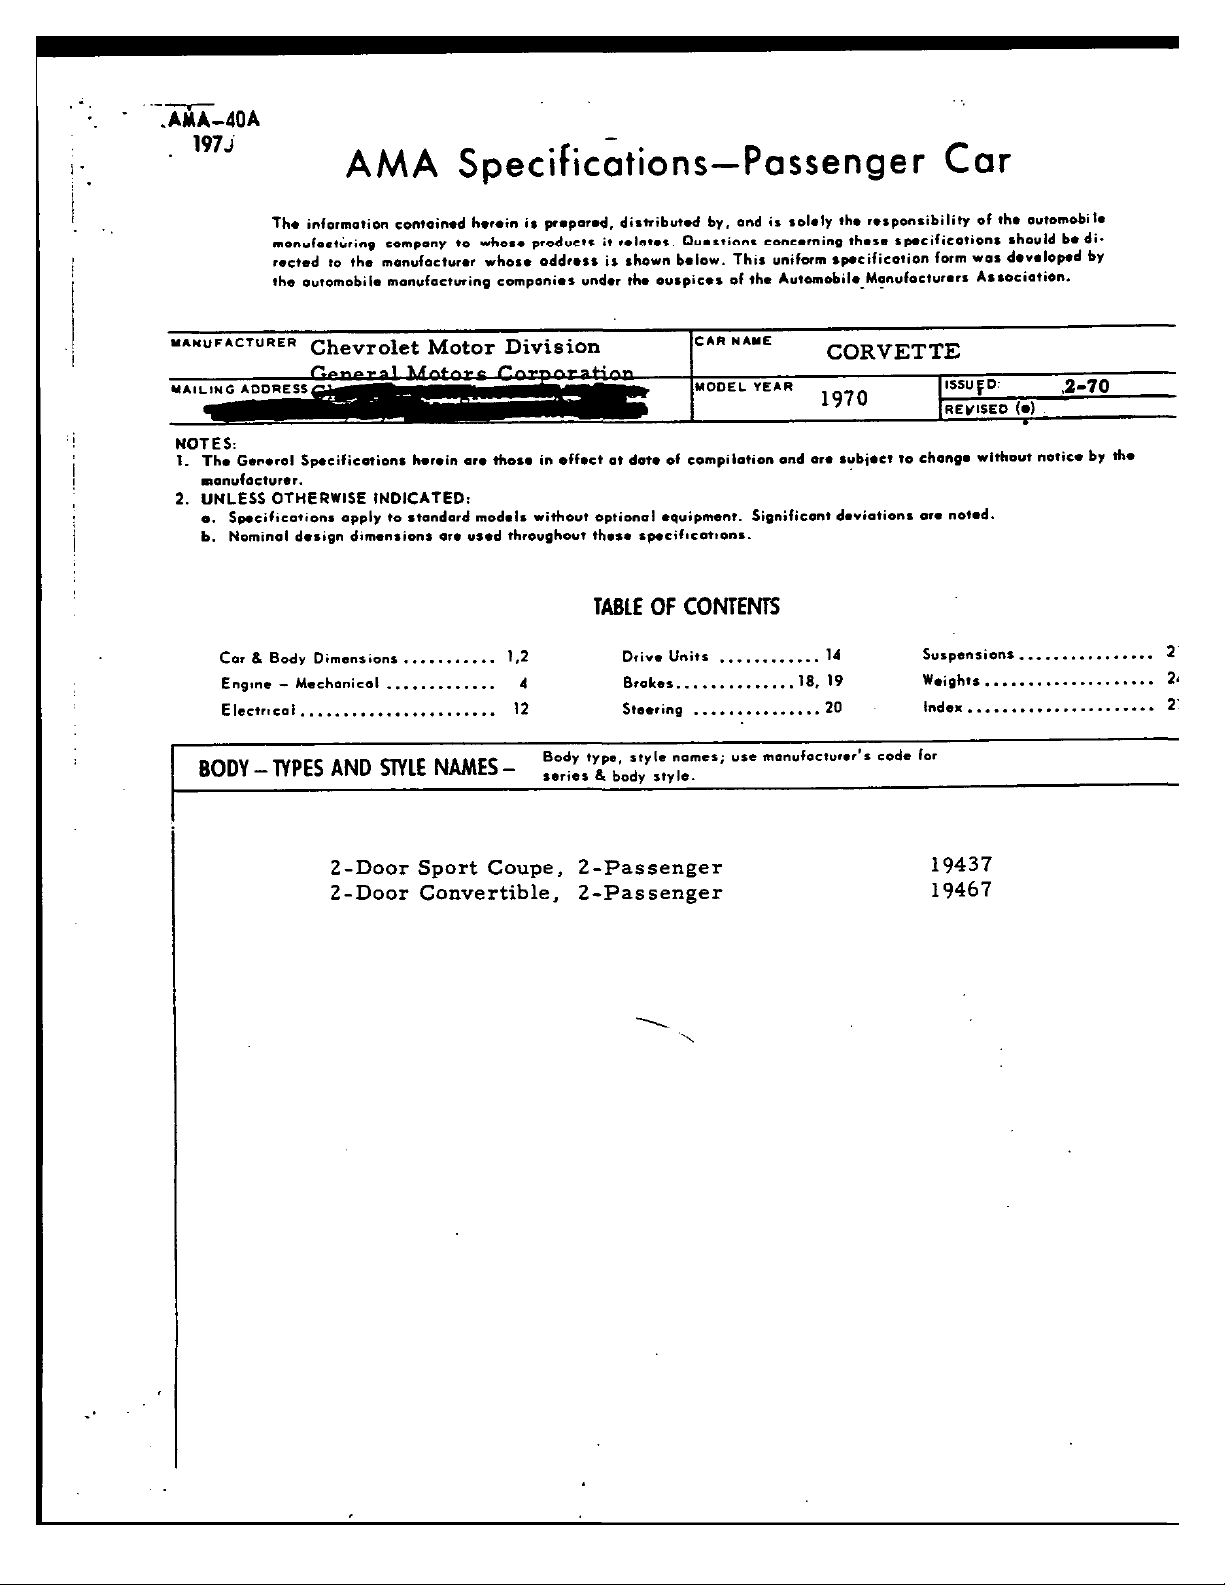 AMA-40A
197
AMA Specifications—Passenger Car
The information contained herein is prepared, distributed by, and is solely the responsibility of the automobile
manufacturing company to whose products it relates. Questions concerning these specifications should be di-
rected to the manufacturer whose address is shown below. This uniform specification form was developed by
the automobile manufacturing companies under the auspices of the Automobile Manufacturers Association.
MANUFACTURER Chevrolet Motor Division
General Motors Corporation
CAR NAME CORVETTE
MAILING ADDRESS
MODEL YEAR 1970
ISSUED: 2-70
REVISED (•)
NOTES:
1. The General Specifications herein are those in effect at date of compilation and are subject to change without notice by the
manufacturer.
2. UNLESS OTHERWISE INDICATED:
a. Specifications apply to standard models without optional equipment. Significant deviations are noted.
b. Nominal design dimensions are used throughout these specifications.
TABLE OF CONTENTS
Car & Body Dimensions ........... 1,2 Drive Units ............ 14 Suspensions ................ 2
Engine – Mechanical ............. 4 Brakes.............. 18, 19 Weights .................... 2
Electrical ....................... 12 Steering ............... 20 Index ...................... 2
BODY – TYPES AND STYLE NAMES – Body type, style names; use manufacturer's code for
series & body style.
2-Door Sport Coupe, 2-Passenger 19437
2-Door Convertible, 2-Passenger 19467